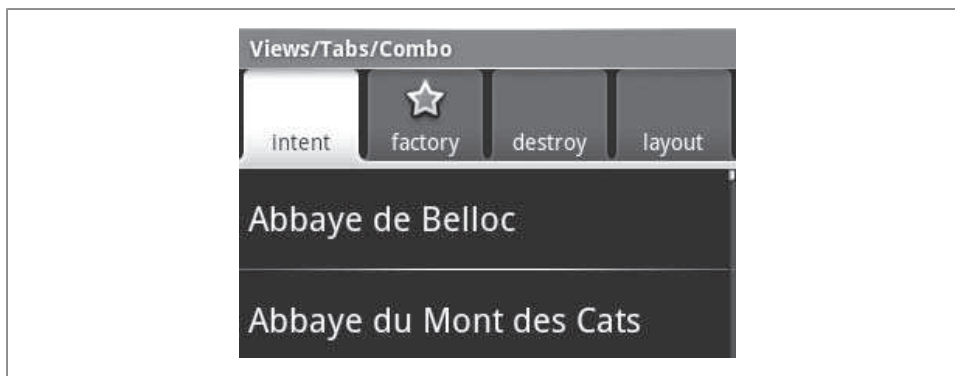 Views/Tabs/Combo
intent factory destroy layout
Abbaye de Belloc
Abbaye du Mont des Cats